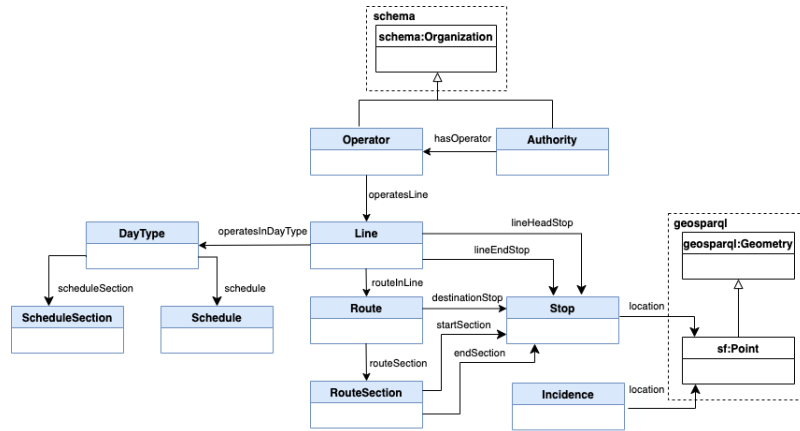 schema
schema:Organization
Operator
hasOperator
Authority
operatesLine
DayType
operatesInDayType
Line
lineHeadStop
lineEndStop
geosparql
geosparql:Geometry
scheduleSection
schedule
routeInLine
ScheduleSection
Schedule
Route
destinationStop
Stop
location
startSection
endSection
sf:Point
routeSection
RouteSection
Incidence
location